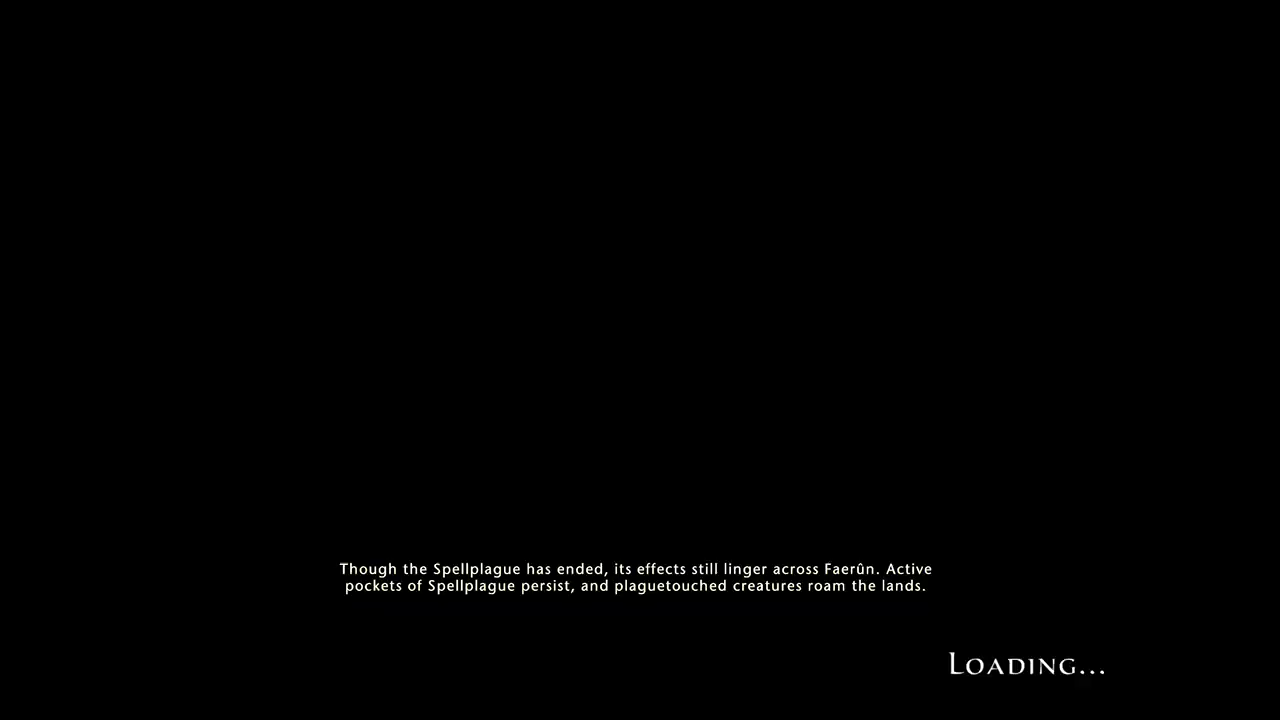 Though the Spellplague has ended, its effects still linger across Faerûn. Active
pockets of Spellplague persist, and plaguetouched creatures roam the lands.
Loading...